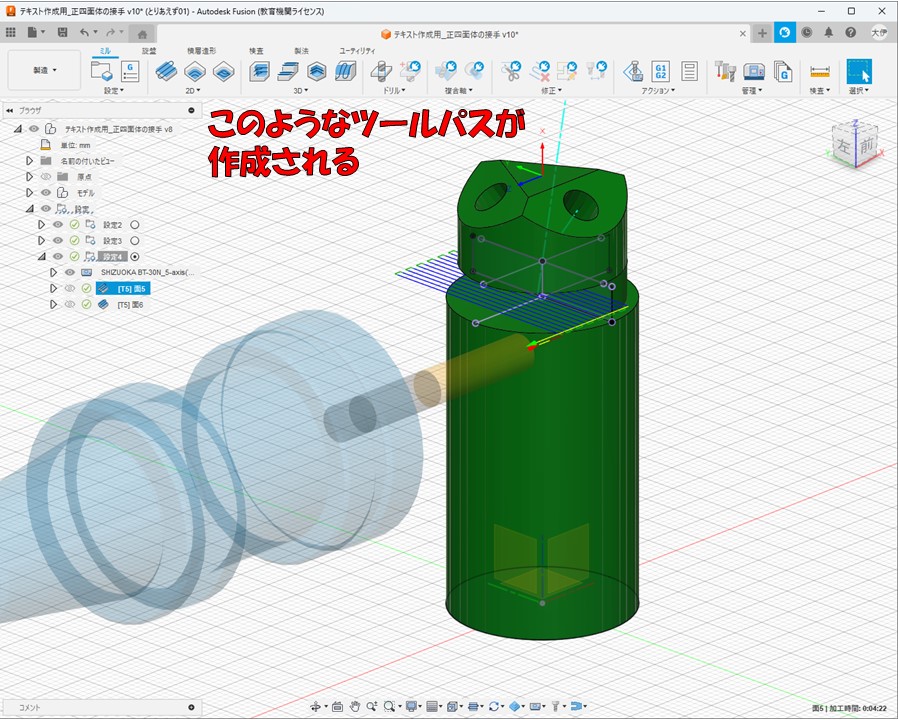 テキスト作成用_正四面体の接手 v10* (とりあえず01) - Autodesk Fusion (教育機関ライセンス)
テキスト作成用_正四面体の接手 v10*
大伊
ミル 旋盤 積層造形 検査 製法 ユーティリティ
製造
G1 G2
設定 2D 3D ドリル 複合軸 修正 アクション 管理 検査 選択
ブラウザ
このようなツールパスが
作成される
テキスト作成用_正四面体の接手 v8
単位: mm
名前の付いたビュー
原点
モデル
設定
設定2
設定3
設定4
SHIZUOKA BT-30N_5-axis(...
[T5] 面5
[T5] 面6
X
Z
左 前
Y X
コメント
面5 | 加工時間: 0:04:22